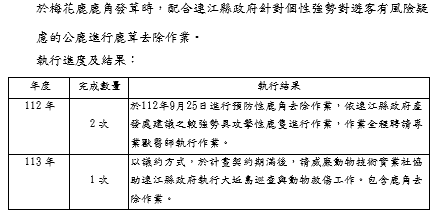 於梅花鹿鹿角發茸時，配合連江縣政府針對個性強勢對遊客有風險疑
慮的公鹿進行鹿茸去除作業。
執行進度及結果：
年度 完成數量 執行結果
112 年 2 次 於112年9月25日進行預防性鹿角去除作業，依連江縣政府產
發處建議之較強勢具攻擊性鹿隻進行作業，作業全程聘請專
業獸醫師執行作業。
113 年 1 次 以議約方式，於計畫契約期滿後，請威廉動物技術資業社協
助連江縣政府執行大坵島巡查與動物救傷工作。包含鹿角去
除作業。